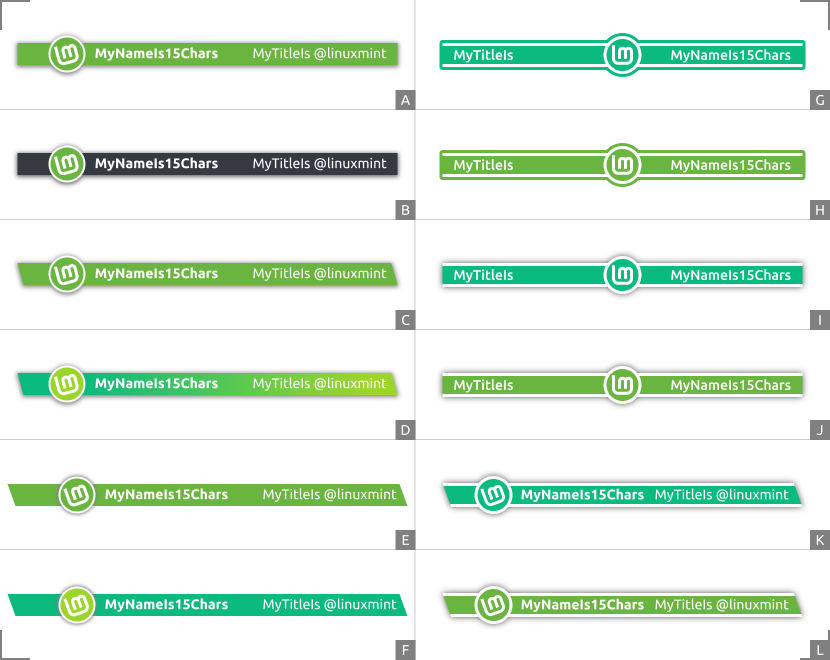 MyNameIs15Chars MyTitleIs @linuxmint
A
MyNameIs15Chars MyTitleIs @linuxmint
B
MyNameIs15Chars MyTitleIs @linuxmint
C
MyNameIs15Chars MyTitleIs @linuxmint
D
MyNameIs15Chars MyTitleIs @linuxmint
E
MyNameIs15Chars MyTitleIs @linuxmint
F
MyTitleIs MyNameIs15Chars
G
MyTitleIs MyNameIs15Chars
H
MyTitleIs MyNameIs15Chars
I
MyTitleIs MyNameIs15Chars
J
MyNameIs15Chars MyTitleIs @linuxmint
K
MyNameIs15Chars MyTitleIs @linuxmint
L